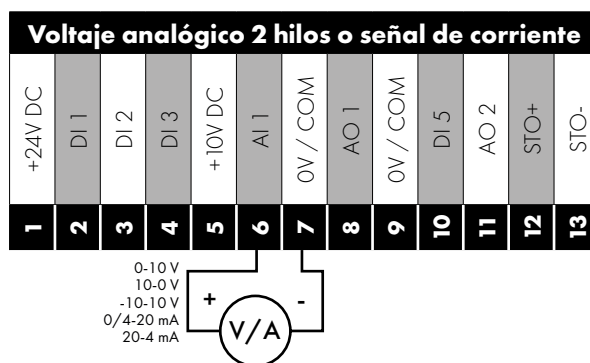 Voltaje analógico 2 hilos o señal de corriente
+24V DC
DI 1
DI 2
DI 3
+10V DC
AI 1
0V / COM
AO 1
0V / COM
DI 5
AO 2
STO+
STO-
1
2
3
4
5
6
7
8
9
10
11
12
13
0-10 V
10-0 V
-10-10 V
0/4-20 mA
20-4 mA
+
-
V/A